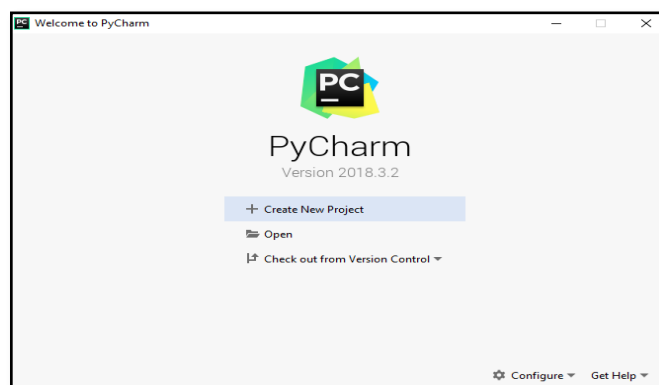 Welcome to PyCharm
PC
PyCharm
Version 2018.3.2
Create New Project
Open
Check out from Version Control
Configure Get Help